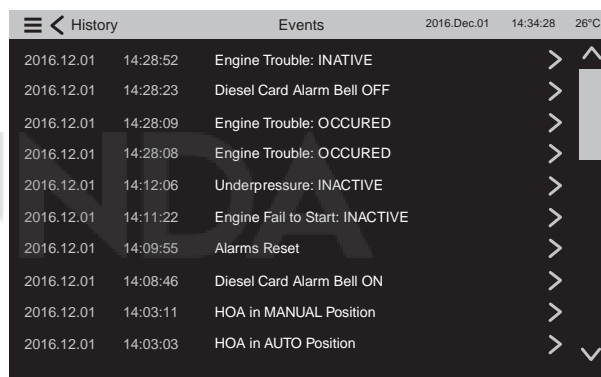 History Events 2016.Dec.01 14:34:28 26°C
2016.12.01 14:28:52 Engine Trouble: INATIVE
2016.12.01 14:28:23 Diesel Card Alarm Bell OFF
2016.12.01 14:28:09 Engine Trouble: OCCURED
2016.12.01 14:28:08 Engine Trouble: OCCURED
2016.12.01 14:12:06 Underpressure: INACTIVE
2016.12.01 14:11:22 Engine Fail to Start: INACTIVE
2016.12.01 14:09:55 Alarms Reset
2016.12.01 14:08:46 Diesel Card Alarm Bell ON
2016.12.01 14:03:11 HOA in MANUAL Position
2016.12.01 14:03:03 HOA in AUTO Position